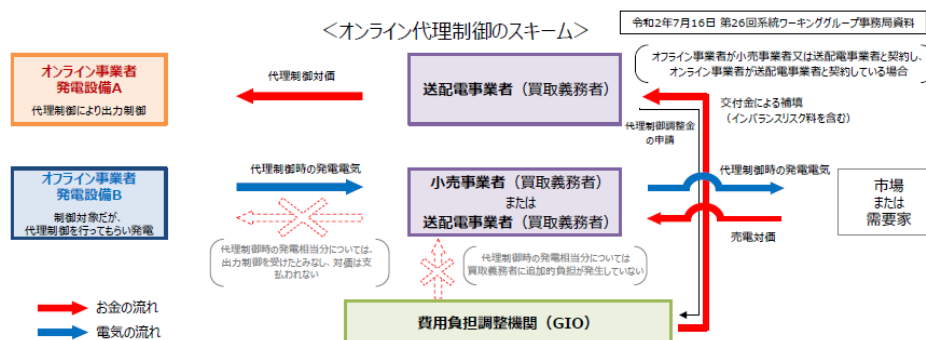 <オンライン代理制御のスキーム>
令和2年7月16日 第26回系統ワーキンググループ事務局資料
オンライン事業者
発電設備A
代理制御により出力制御
代理制御対価
送配電事業者（買取義務者）
オフライン事業者が小売事業者又は送配電事業者と契約し、
オンライン事業者が送配電事業者と契約している場合
代理制御調整金
の申請
交付金による補填
（インバランスリスク料を含む）
オフライン事業者
発電設備B
制御対象だが、
代理制御を行ってもらい発電
代理制御時の発電電気
小売事業者（買取義務者）
または
送配電事業者（買取義務者）
代理制御時の発電電気
売電対価
市場
または
需要家
代理制御時の発電相当分については、
出力制御を受けたとみなし、対価は支
払われない
代理制御時の発電相当分については
買取義務者に追加的負担が発生していない
お金の流れ
電気の流れ
費用負担調整機関（GIO）